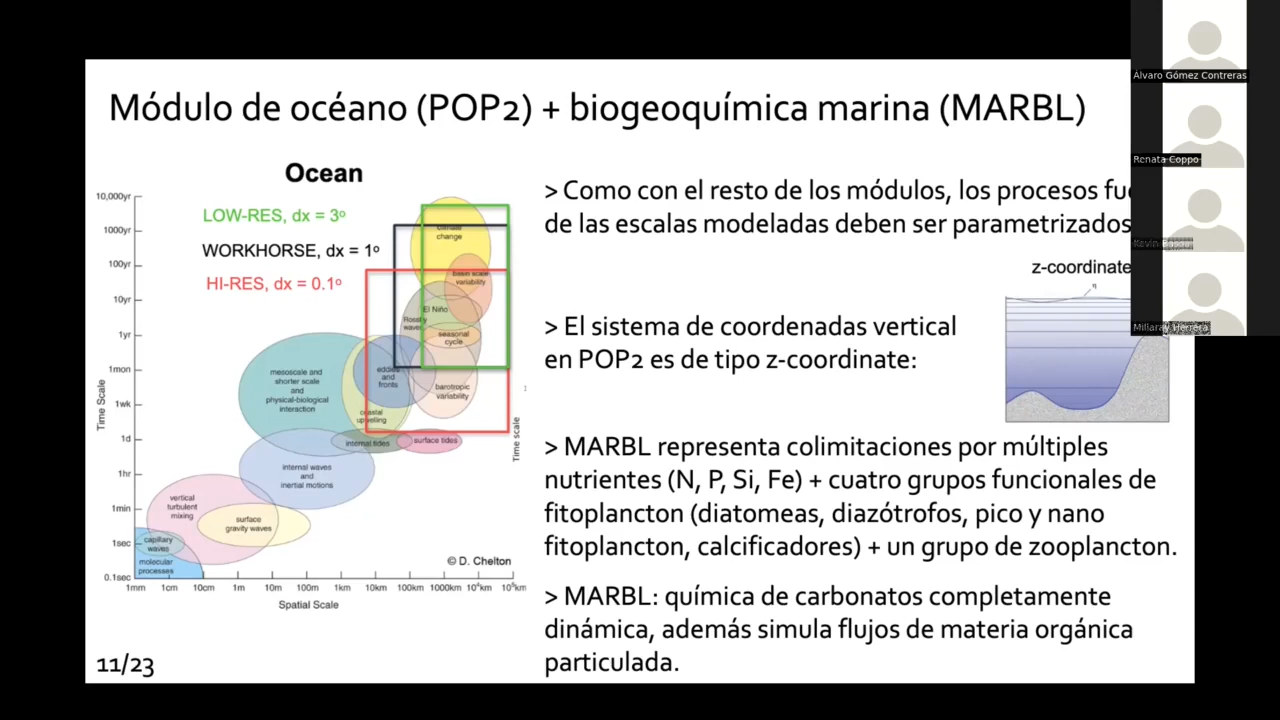 Módulo de océano (POP2) + biogeoquímica marina (MARBL)
Ocean
LOW-RES, dx = 3º
WORKHORSE, dx = 1º
HI-RES, dx = 0.1º
10,000yr
1000yr
100yr
10yr
1yr
1mon
1wk
1d
1hr
1min
1sec
0.1sec
Time Scale
1mm
1cm
10cm
1m
10m
100m
1km
10km
100km
1000km
10⁴km
10⁵km
Spatial Scale
climate
change
basin scale
variability
El Niño
Rossby
waves
seasonal
cycle
eddies
and
fronts
barotropic
variability
mesoscale and
shorter scale
and
physical-biological
interaction
coastal
upwelling
internal tides
surface tides
internal waves
and
inertial motions
vertical
turbulent
mixing
surface
gravity waves
capillary
waves
molecular
processes
© D. Chelton
Time scale
> Como con el resto de los módulos, los procesos
de las escalas modeladas deben ser parametrizados
> El sistema de coordenadas vertical
en POP2 es de tipo z-coordinate:
z-coordinate
η
> MARBL representa colimitaciones por múltiples
nutrientes (N, P, Si, Fe) + cuatro grupos funcionales de
fitoplancton (diatomeas, diazótrofos, pico y nano
fitoplancton, calcificadores) + un grupo de zooplancton.
> MARBL: química de carbonatos completamente
dinámica, además simula flujos de materia orgánica
particulada.
11/23
Álvaro Gómez Contreras
Renata Coppo
Millaray Herrera